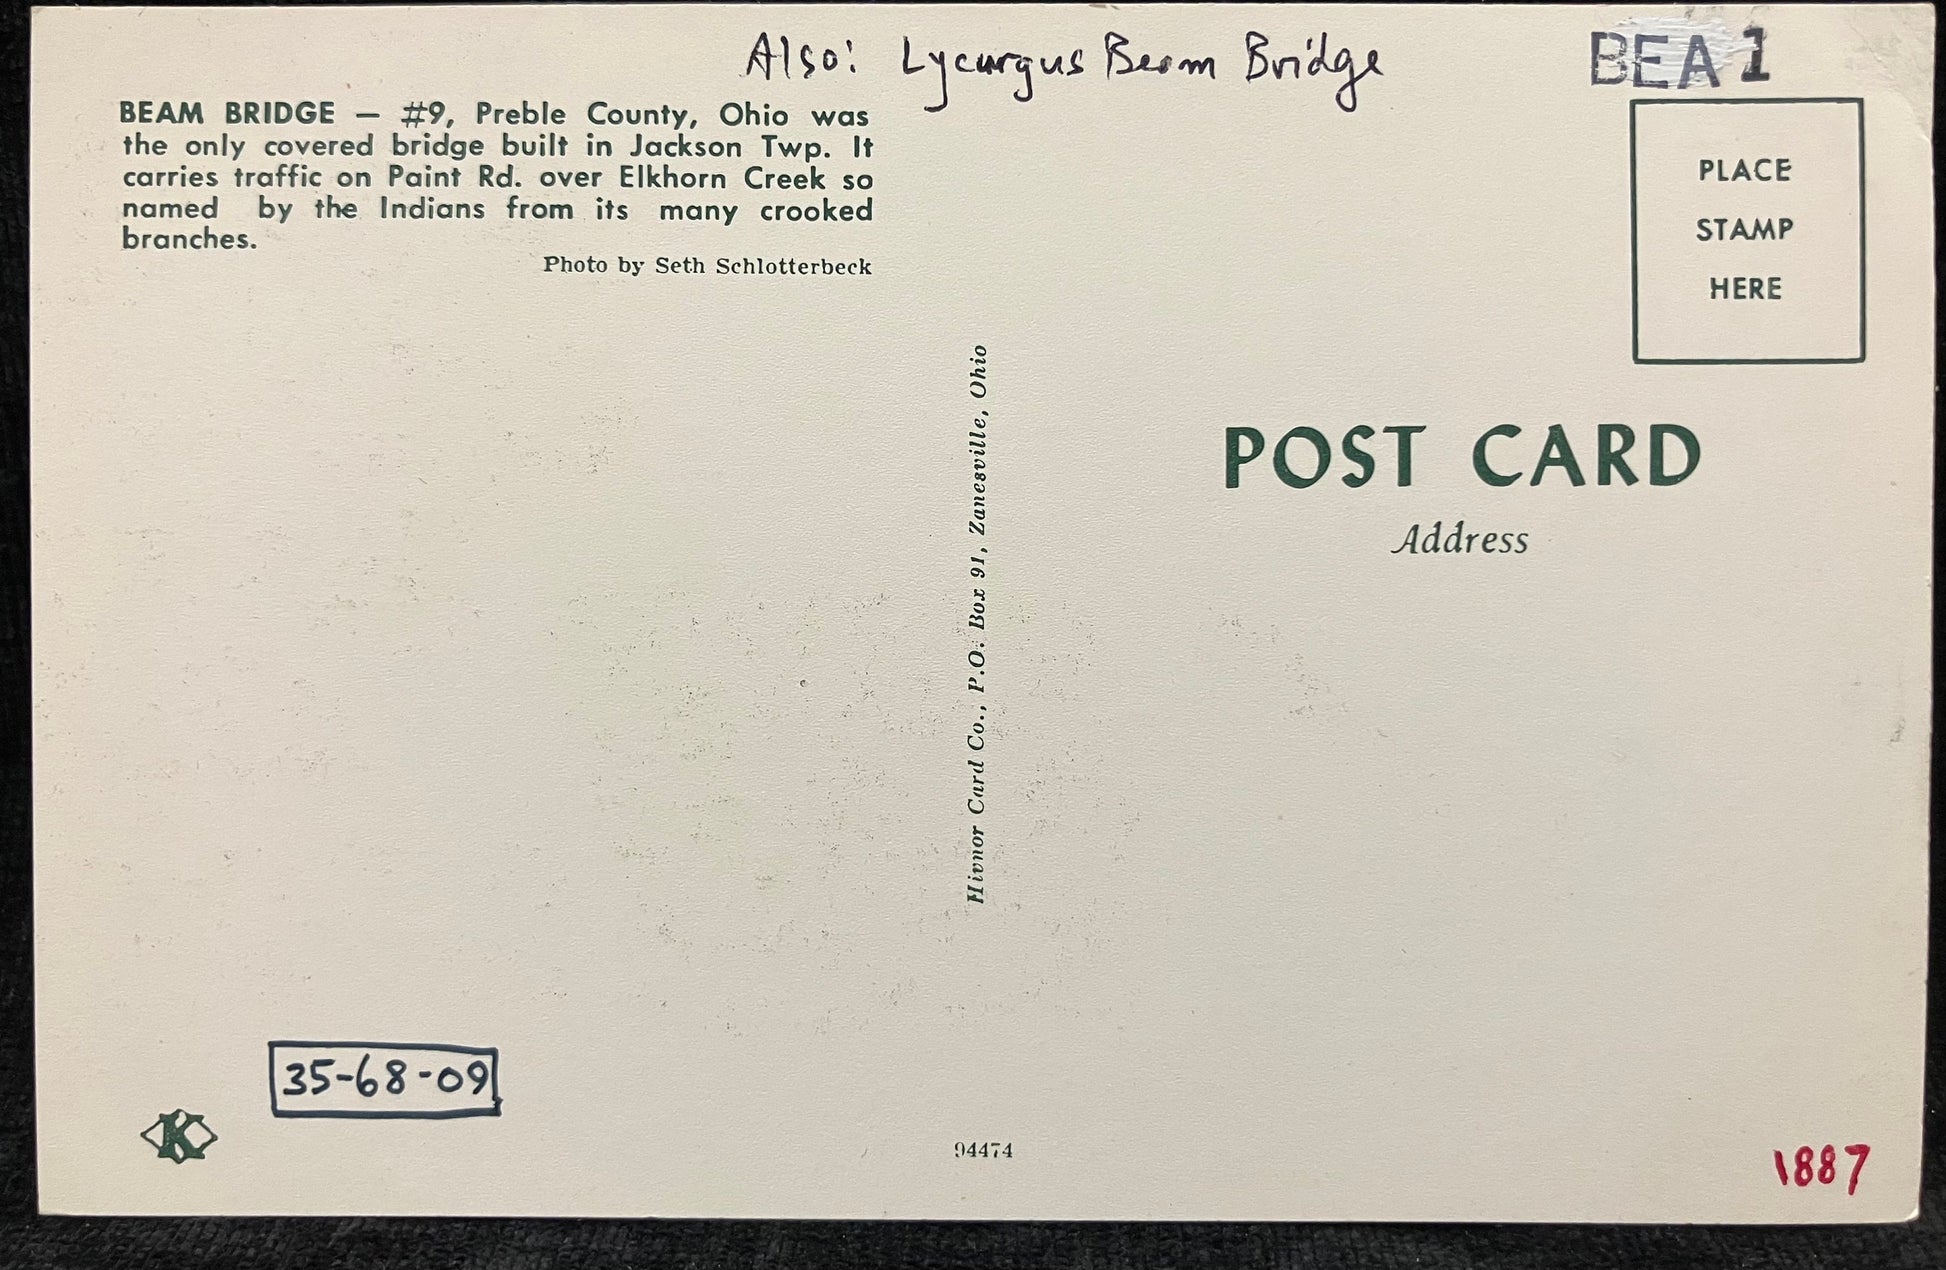 Also: Lycurgus Beam Bridge
BEA 1
BEAM BRIDGE — #9, Preble County, Ohio was
the only covered bridge built in Jackson Twp. It
carries traffic on Paint Rd. over Elkhorn Creek so
named by the Indians from its many crooked
branches.
Photo by Seth Schlotterbeck
PLACE
STAMP
HERE
Hivnor Card Co., P.O. Box 91, Zanesville, Ohio
POST CARD
Address
35-68-09
K
94474
1887